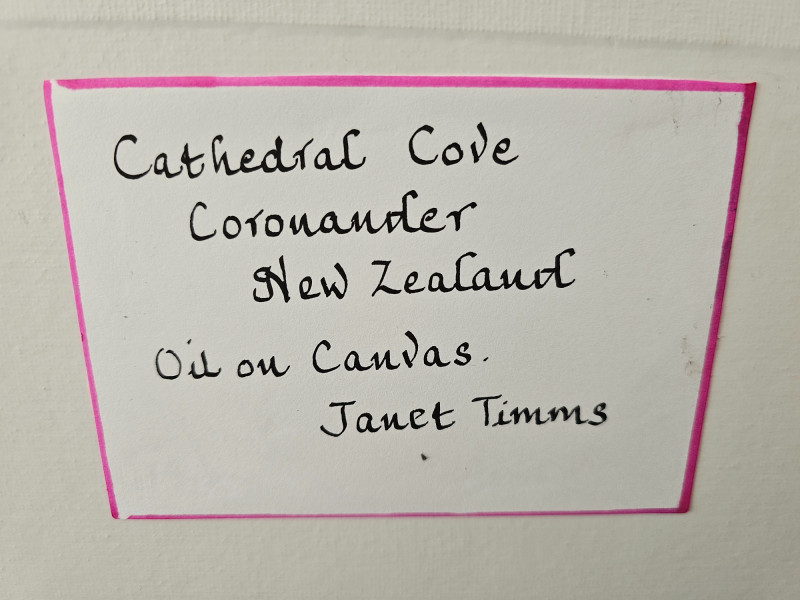 Cathedral Cove
Coronander
New Zealand
Oil on Canvas.
Janet Timms